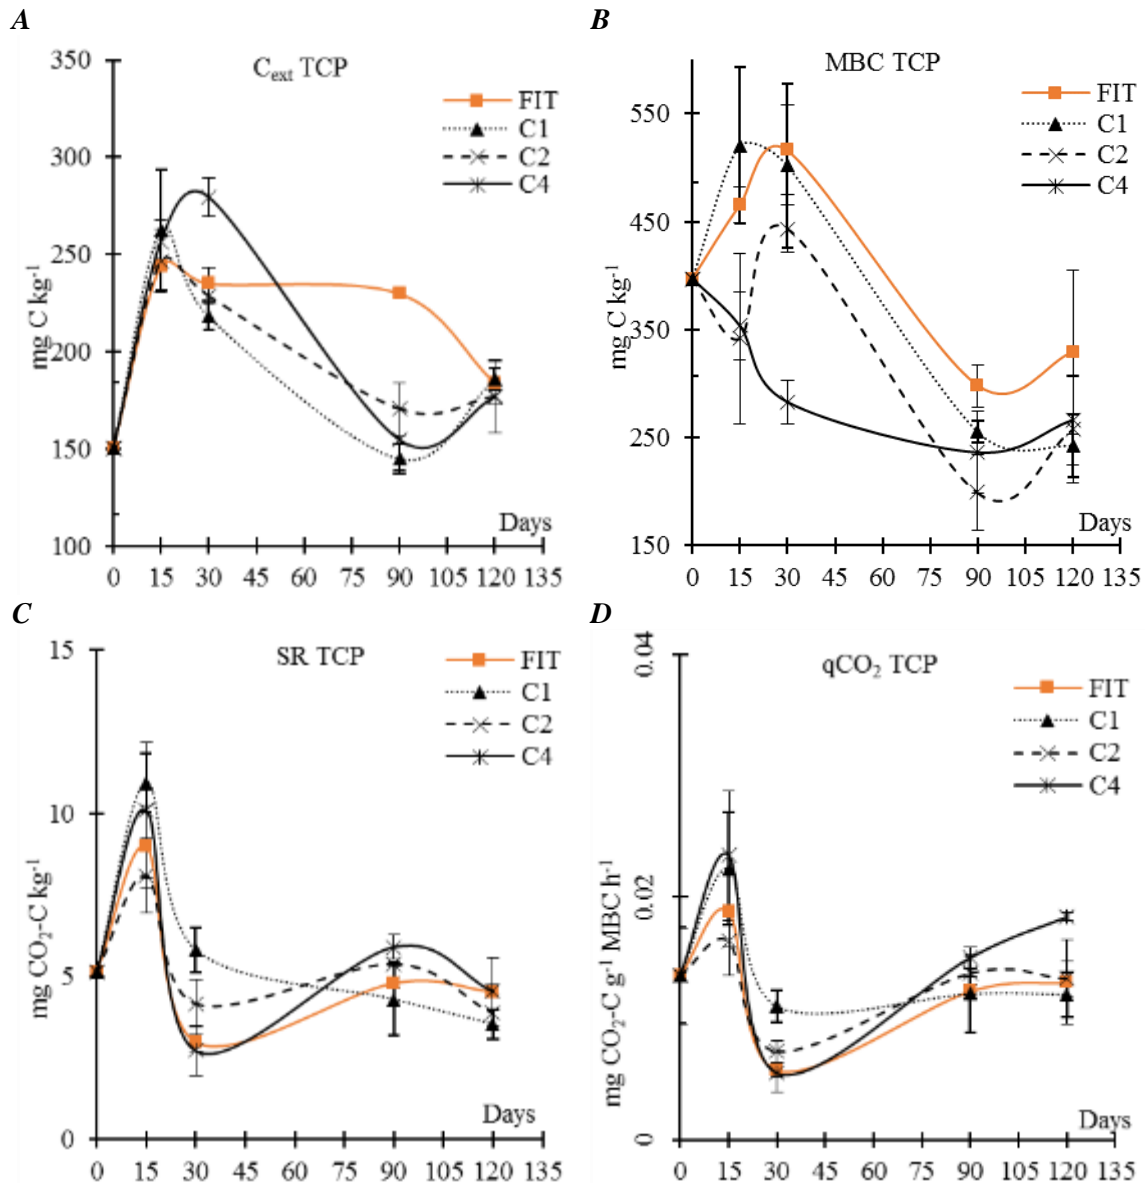 A
C_ext TCP
350
300
250
200
150
100
mg C kg⁻¹
FIT
C1
C2
C4
Days
0 15 30 45 60 75 90 105 120 135
B
MBC TCP
550
450
350
250
150
mg C kg⁻¹
FIT
C1
C2
C4
Days
0 15 30 45 60 75 90 105 120 135
C
SR TCP
15
10
5
0
mg CO₂-C kg⁻¹
FIT
C1
C2
C4
Days
0 15 30 45 60 75 90 105 120 135
D
qCO₂ TCP
0.04
0.02
0
mg CO₂-C g⁻¹ MBC h⁻¹
FIT
C1
C2
C4
Days
0 15 30 45 60 75 90 105 120 135